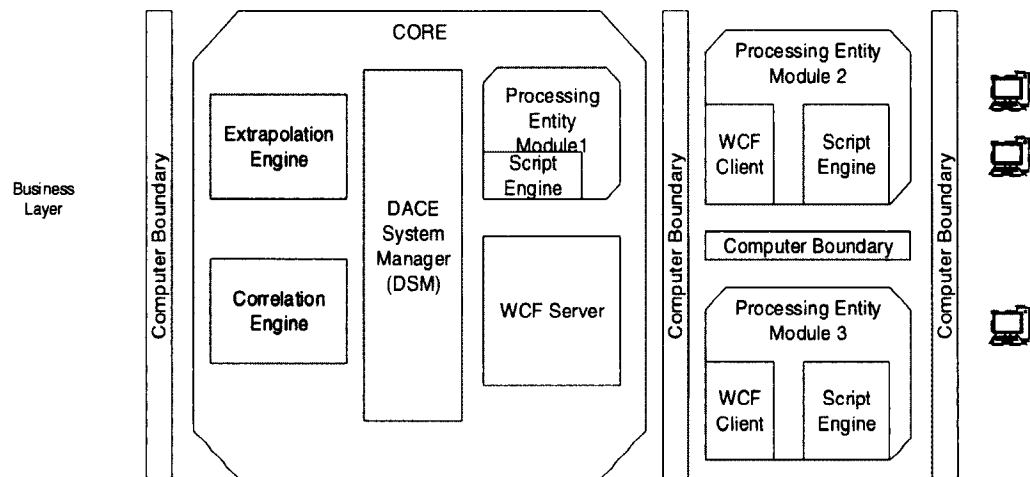 Business
Layer
Computer Boundary
CORE
Extrapolation
Engine
Correlation
Engine
DACE
System
Manager
(DSM)
Processing
Entity
Module1
Script
Engine
WCF Server
Computer Boundary
Processing Entity
Module 2
WCF
Client
Script
Engine
Computer Boundary
Processing Entity
Module 3
WCF
Client
Script
Engine
Computer Boundary